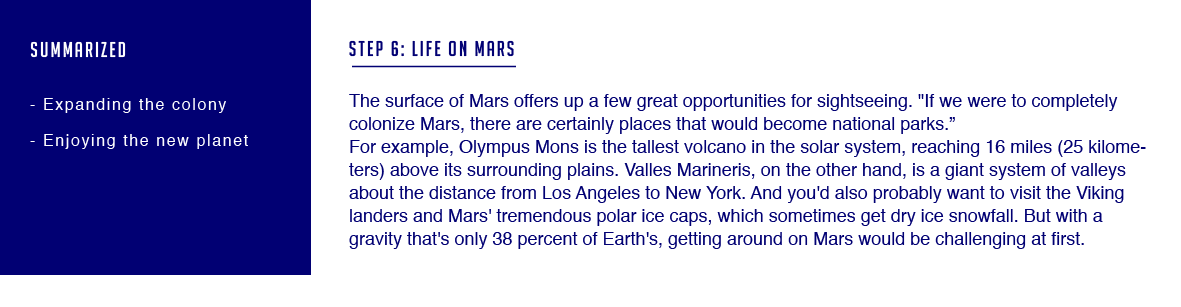 SUMMARIZED
- Expanding the colony
- Enjoying the new planet
STEP 6: LIFE ON MARS
The surface of Mars offers up a few great opportunities for sightseeing. "If we were to completely
colonize Mars, there are certainly places that would become national parks.”
For example, Olympus Mons is the tallest volcano in the solar system, reaching 16 miles (25 kilome-
ters) above its surrounding plains. Valles Marineris, on the other hand, is a giant system of valleys
about the distance from Los Angeles to New York. And you'd also probably want to visit the Viking
landers and Mars' tremendous polar ice caps, which sometimes get dry ice snowfall. But with a
gravity that's only 38 percent of Earth's, getting around on Mars would be challenging at first.